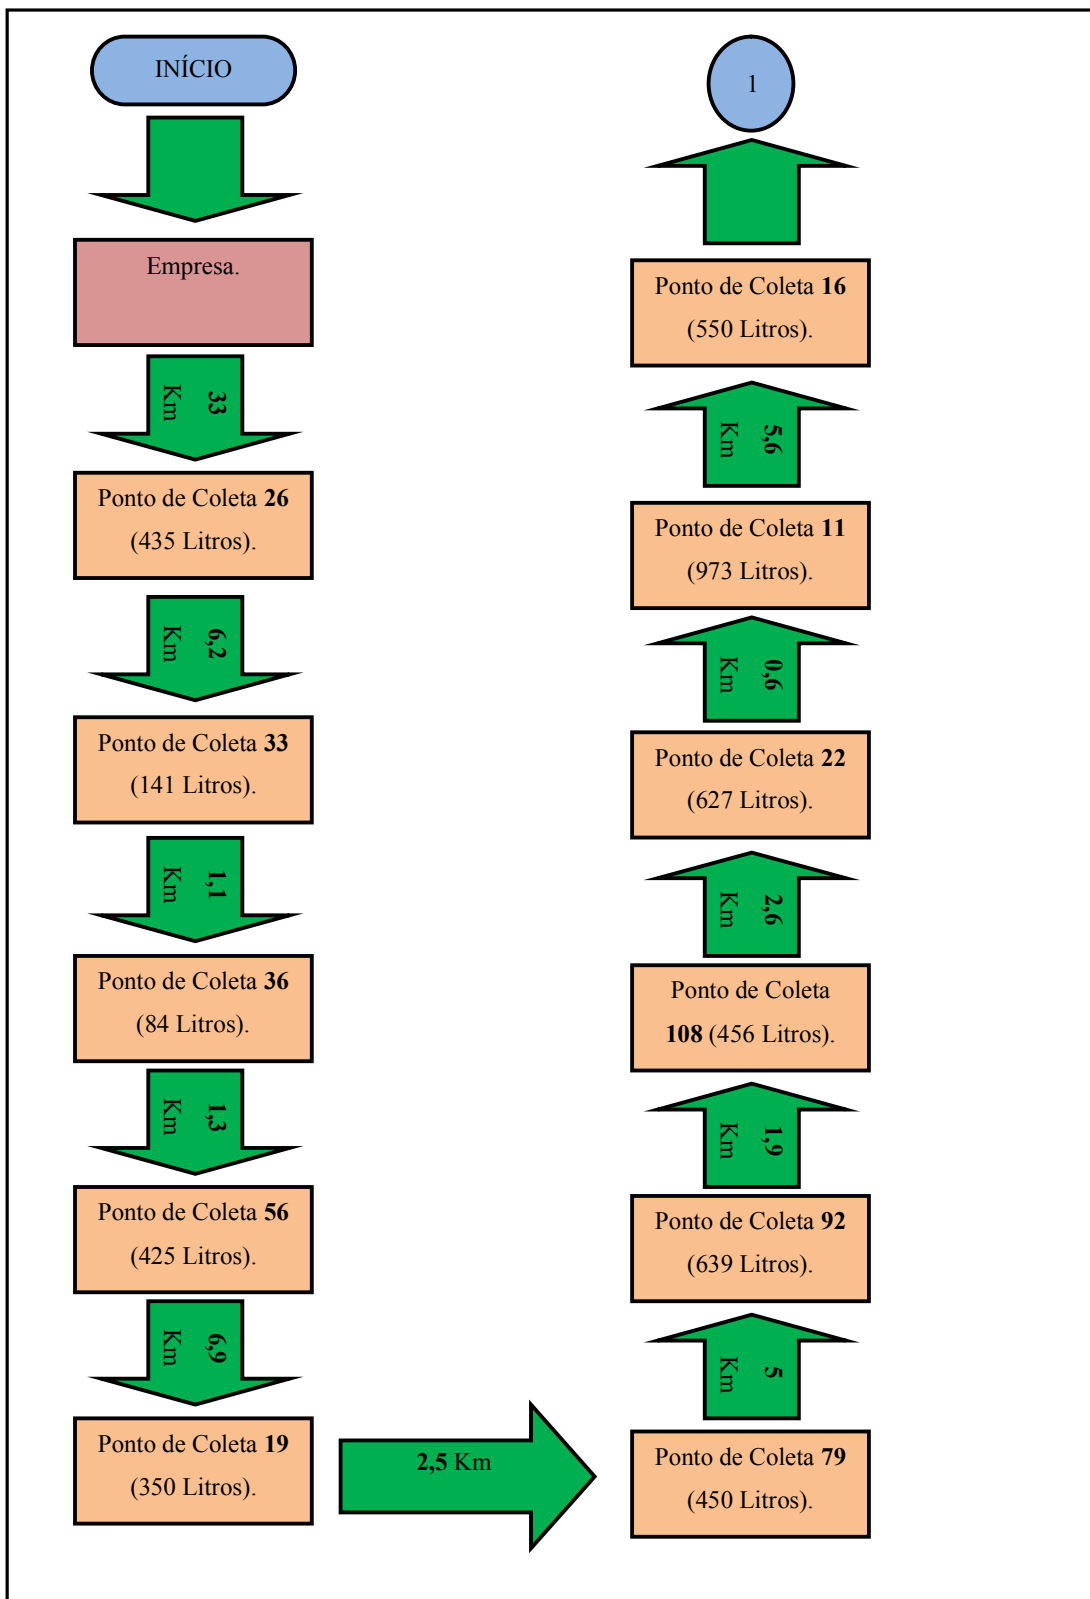 INÍCIO
Empresa.
33
Km
Ponto de Coleta 26
(435 Litros).
6,2
Km
Ponto de Coleta 33
(141 Litros).
1,1
Km
Ponto de Coleta 36
(84 Litros).
1,3
Km
Ponto de Coleta 56
(425 Litros).
6,9
Km
Ponto de Coleta 19
(350 Litros).
2,5 Km
Ponto de Coleta 79
(450 Litros).
5
Km
Ponto de Coleta 92
(639 Litros).
1,9
Km
Ponto de Coleta
108 (456 Litros).
2,6
Km
Ponto de Coleta 22
(627 Litros).
0,6
Km
Ponto de Coleta 11
(973 Litros).
5,6
Km
Ponto de Coleta 16
(550 Litros).
1